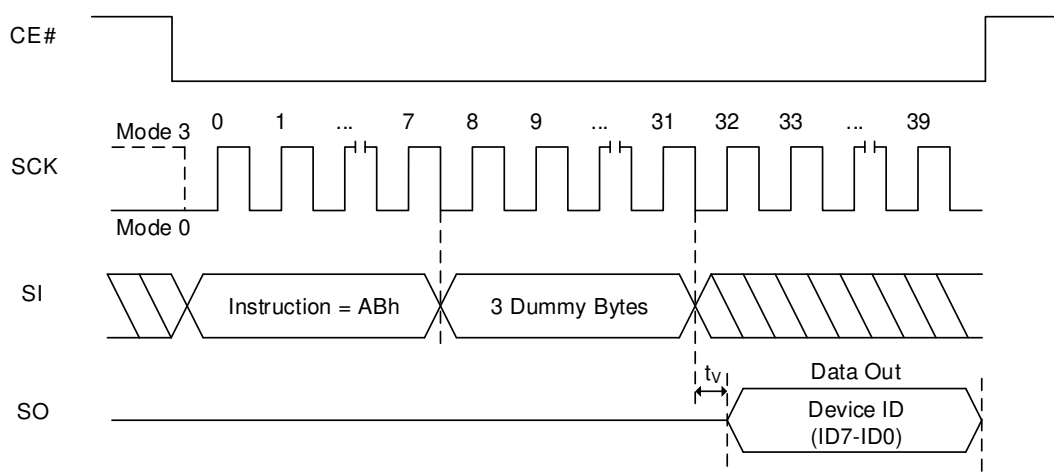 CE#
0 1 ... 7 8 9 ... 31 32 33 ... 39
Mode 3
SCK
Mode 0
SI
Instruction = ABh
3 Dummy Bytes
tV
Data Out
SO
Device ID
(ID7-ID0)